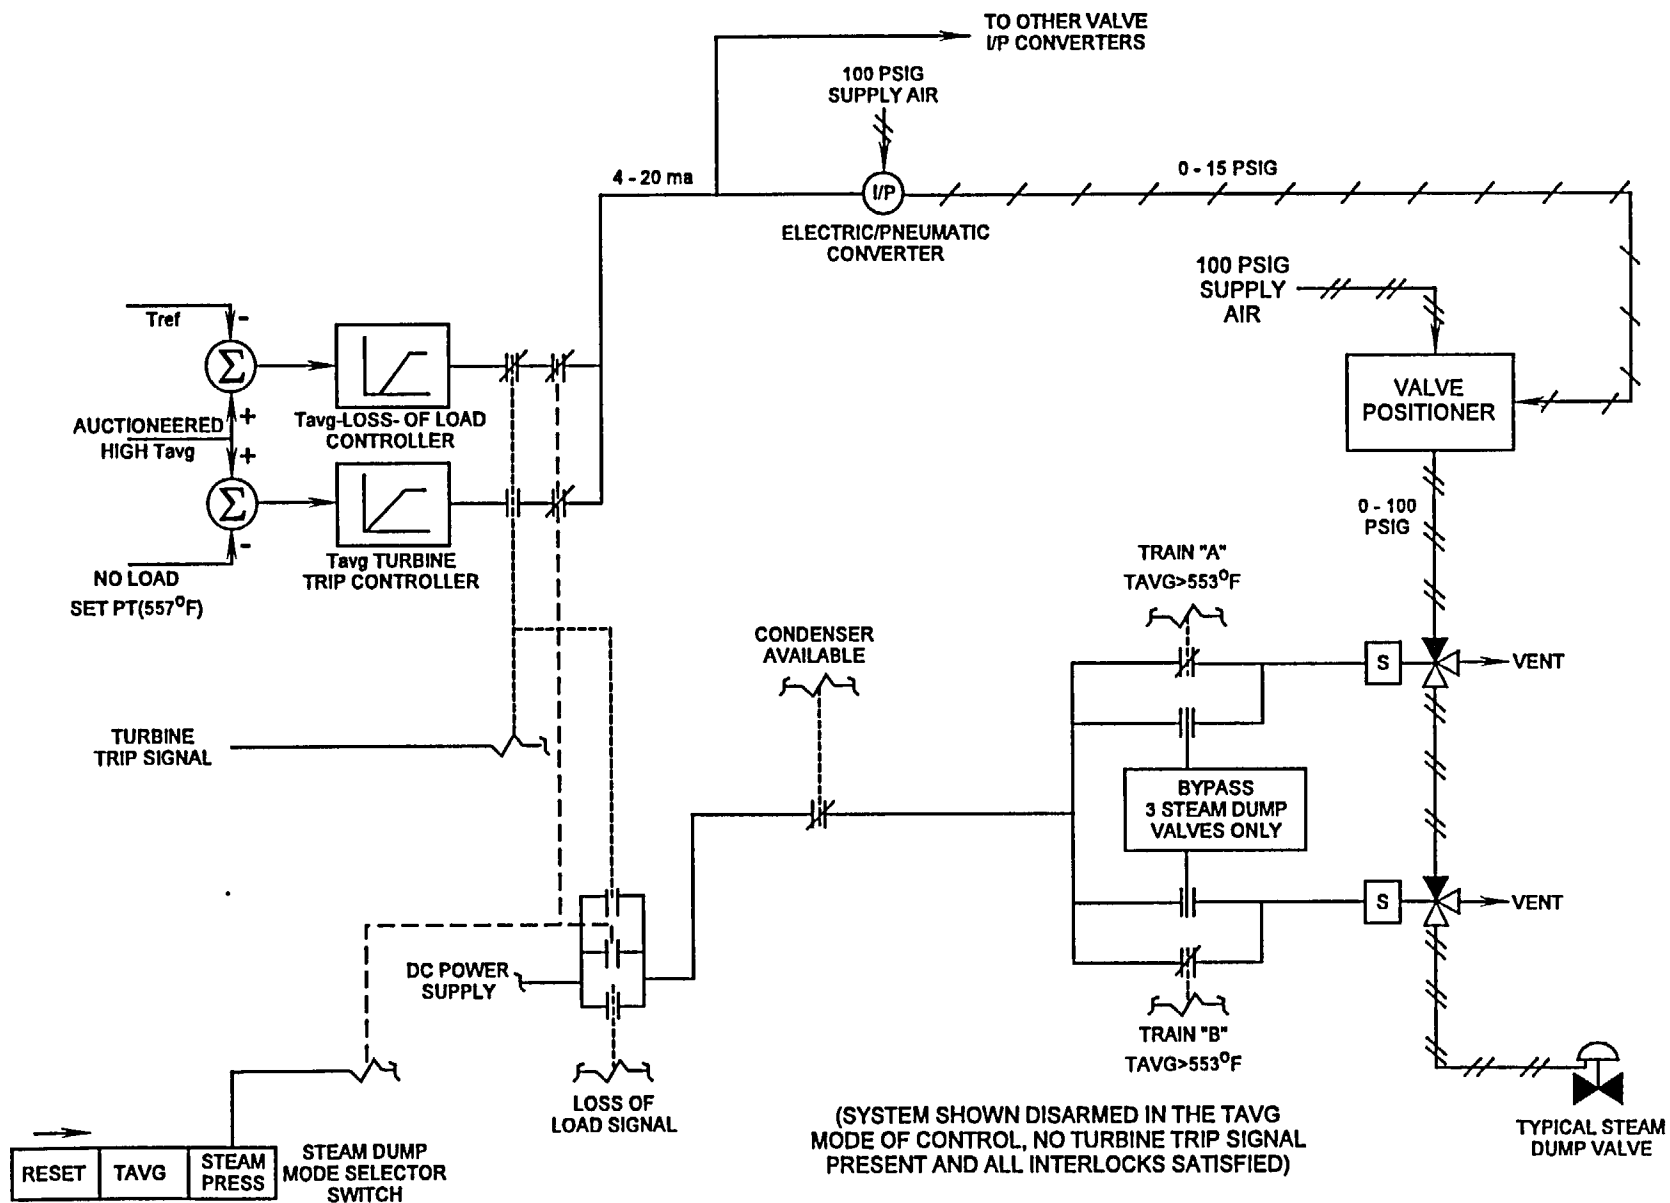 TO OTHER VALVE
I/P CONVERTERS
100 PSIG
SUPPLY AIR
4 - 20 ma
I/P
0 - 15 PSIG
ELECTRIC/PNEUMATIC
CONVERTER
100 PSIG
SUPPLY
AIR
Tref
-
Σ
VALVE
POSITIONER
+
AUCTIONEERED
HIGH Tavg
+
Tavg-LOSS- OF LOAD
CONTROLLER
Σ
-
0 - 100
PSIG
Tavg TURBINE
TRIP CONTROLLER
NO LOAD
SET PT(557°F)
TRAIN "A"
TAVG>553°F
CONDENSER
AVAILABLE
S
VENT
TURBINE
TRIP SIGNAL
BYPASS
3 STEAM DUMP
VALVES ONLY
S
VENT
DC POWER
SUPPLY
TRAIN "B"
TAVG>553°F
LOSS OF
LOAD SIGNAL
(SYSTEM SHOWN DISARMED IN THE TAVG
MODE OF CONTROL, NO TURBINE TRIP SIGNAL
PRESENT AND ALL INTERLOCKS SATISFIED)
TYPICAL STEAM
DUMP VALVE
RESET
TAVG
STEAM
PRESS
STEAM DUMP
MODE SELECTOR
SWITCH